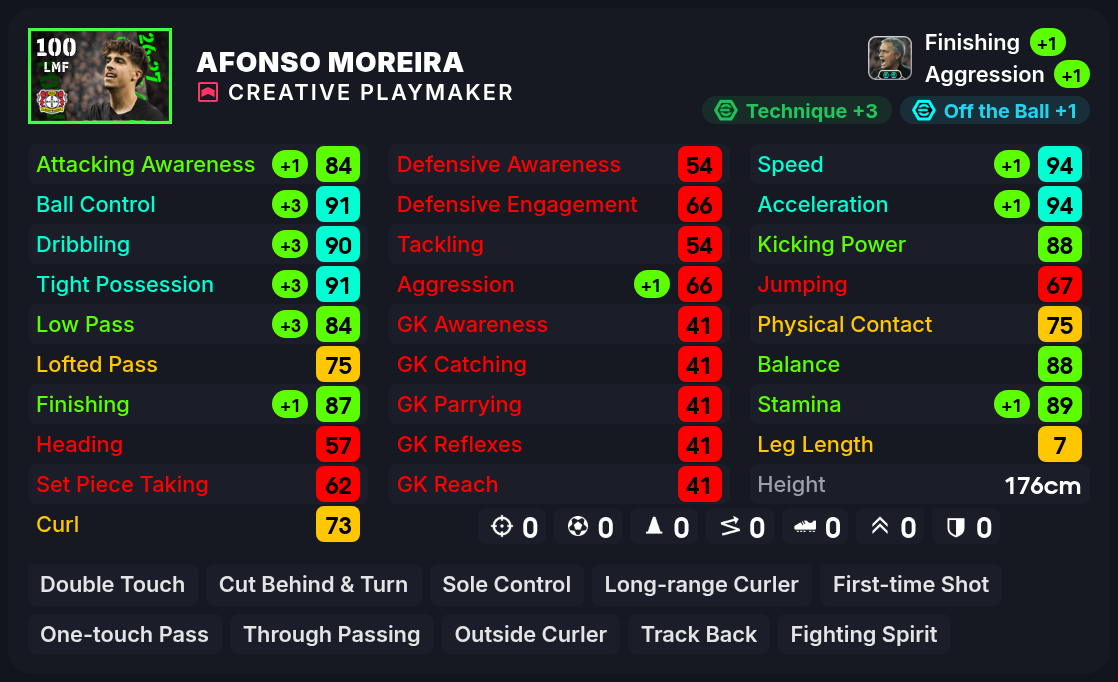 100
LMF
26-27
AFONSO MOREIRA
CREATIVE PLAYMAKER
Finishing +1
Aggression +1
Technique +3 Off the Ball +1
Attacking Awareness +1 84
Ball Control +3 91
Dribbling +3 90
Tight Possession +3 91
Low Pass +3 84
Lofted Pass 75
Finishing +1 87
Heading 57
Set Piece Taking 62
Curl 73
Defensive Awareness 54
Defensive Engagement 66
Tackling 54
Aggression +1 66
GK Awareness 41
GK Catching 41
GK Parrying 41
GK Reflexes 41
GK Reach 41
Speed +1 94
Acceleration +1 94
Kicking Power 88
Jumping 67
Physical Contact 75
Balance 88
Stamina +1 89
Leg Length 7
Height 176cm
0 0 0 0 0 0 0
Double Touch Cut Behind & Turn Sole Control Long-range Curler First-time Shot
One-touch Pass Through Passing Outside Curler Track Back Fighting Spirit